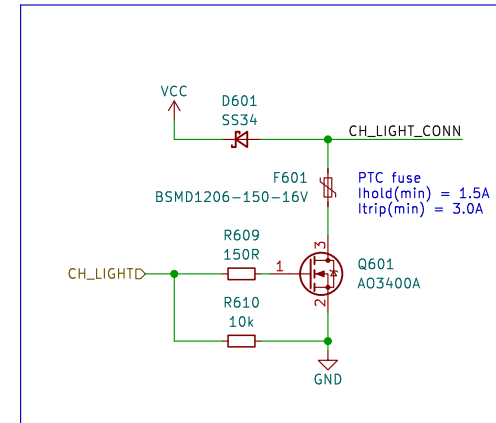 VCC
D601
SS34
CH_LIGHT_CONN
F601
BSMD1206-150-16V
PTC fuse
Ihold(min) = 1.5A
Itrip(min) = 3.0A
3
R609
150R
CH_LIGHT
1
Q601
AO3400A
2
R610
10k
GND